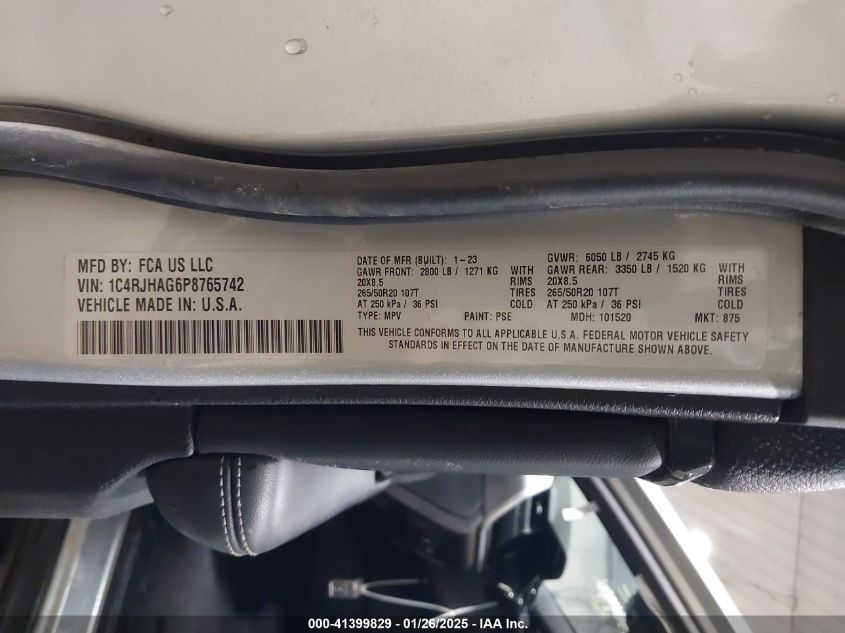 MFD BY: FCA US LLC
VIN: 1C4RJHAG6P8765742
VEHICLE MADE IN: U.S.A.
DATE OF MFR (BUILT): 1-23
GAWR FRONT: 2800 LB / 1271 KG WITH
20X8.5 RIMS
265/50R20 107T TIRES
AT 250 kPa / 36 PSI COLD
TYPE: MPV PAINT: PSE
GVWR: 6050 LB / 2745 KG
GAWR REAR: 3350 LB / 1520 KG WITH
20X8.5 RIMS
265/50R20 107T TIRES
AT 250 kPa / 36 PSI COLD
MDH: 101520 MKT: 875
THIS VEHICLE CONFORMS TO ALL APPLICABLE U.S.A. FEDERAL MOTOR VEHICLE SAFETY
STANDARDS IN EFFECT ON THE DATE OF MANUFACTURE SHOWN ABOVE.
000-41399829 - 01/26/2025 - IAA Inc.